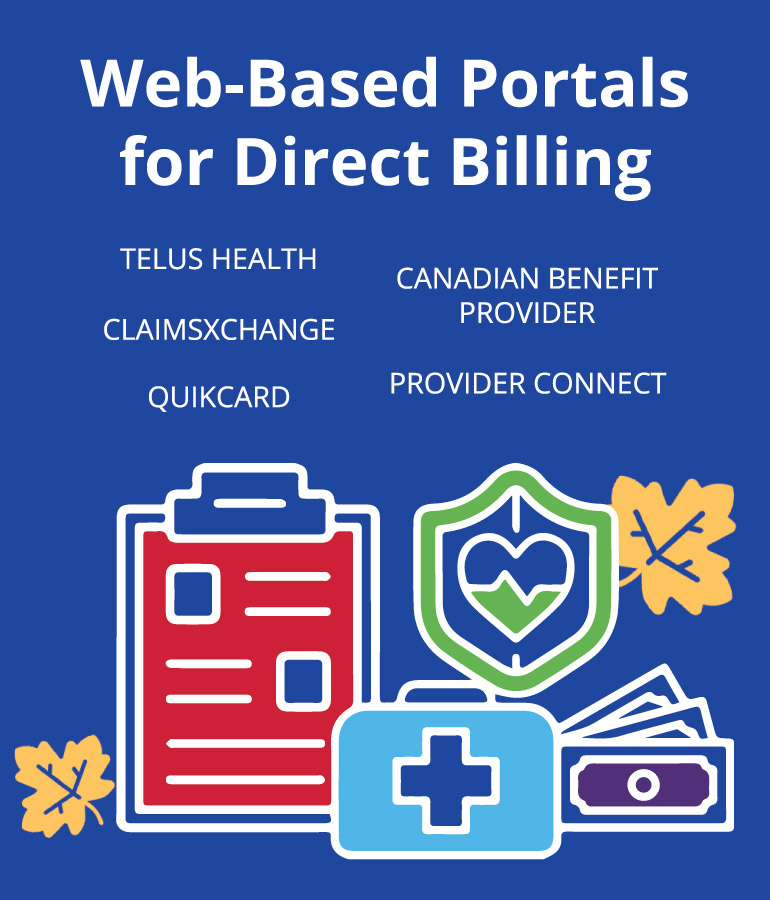 Web-Based Portals
for Direct Billing
TELUS HEALTH
CLAIMSXCHANGE
QUIKCARD
CANADIAN BENEFIT
PROVIDER
PROVIDER CONNECT